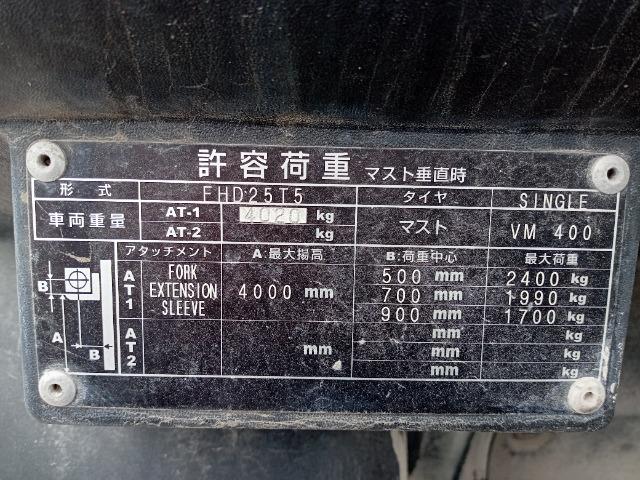 許容荷重 マスト垂直時
形式 FHD25T5 タイヤ SINGLE
車両重量 AT-1 4020 kg マスト VM 400
AT-2 kg
アタッチメント A:最大揚高 B:荷重中心 最大荷重
AT1 FORK EXTENSION SLEEVE 4000 mm 500 mm 2400 kg
700 mm 1990 kg
900 mm 1700 kg
AT2 mm mm kg
mm kg
mm kg
B
A
B